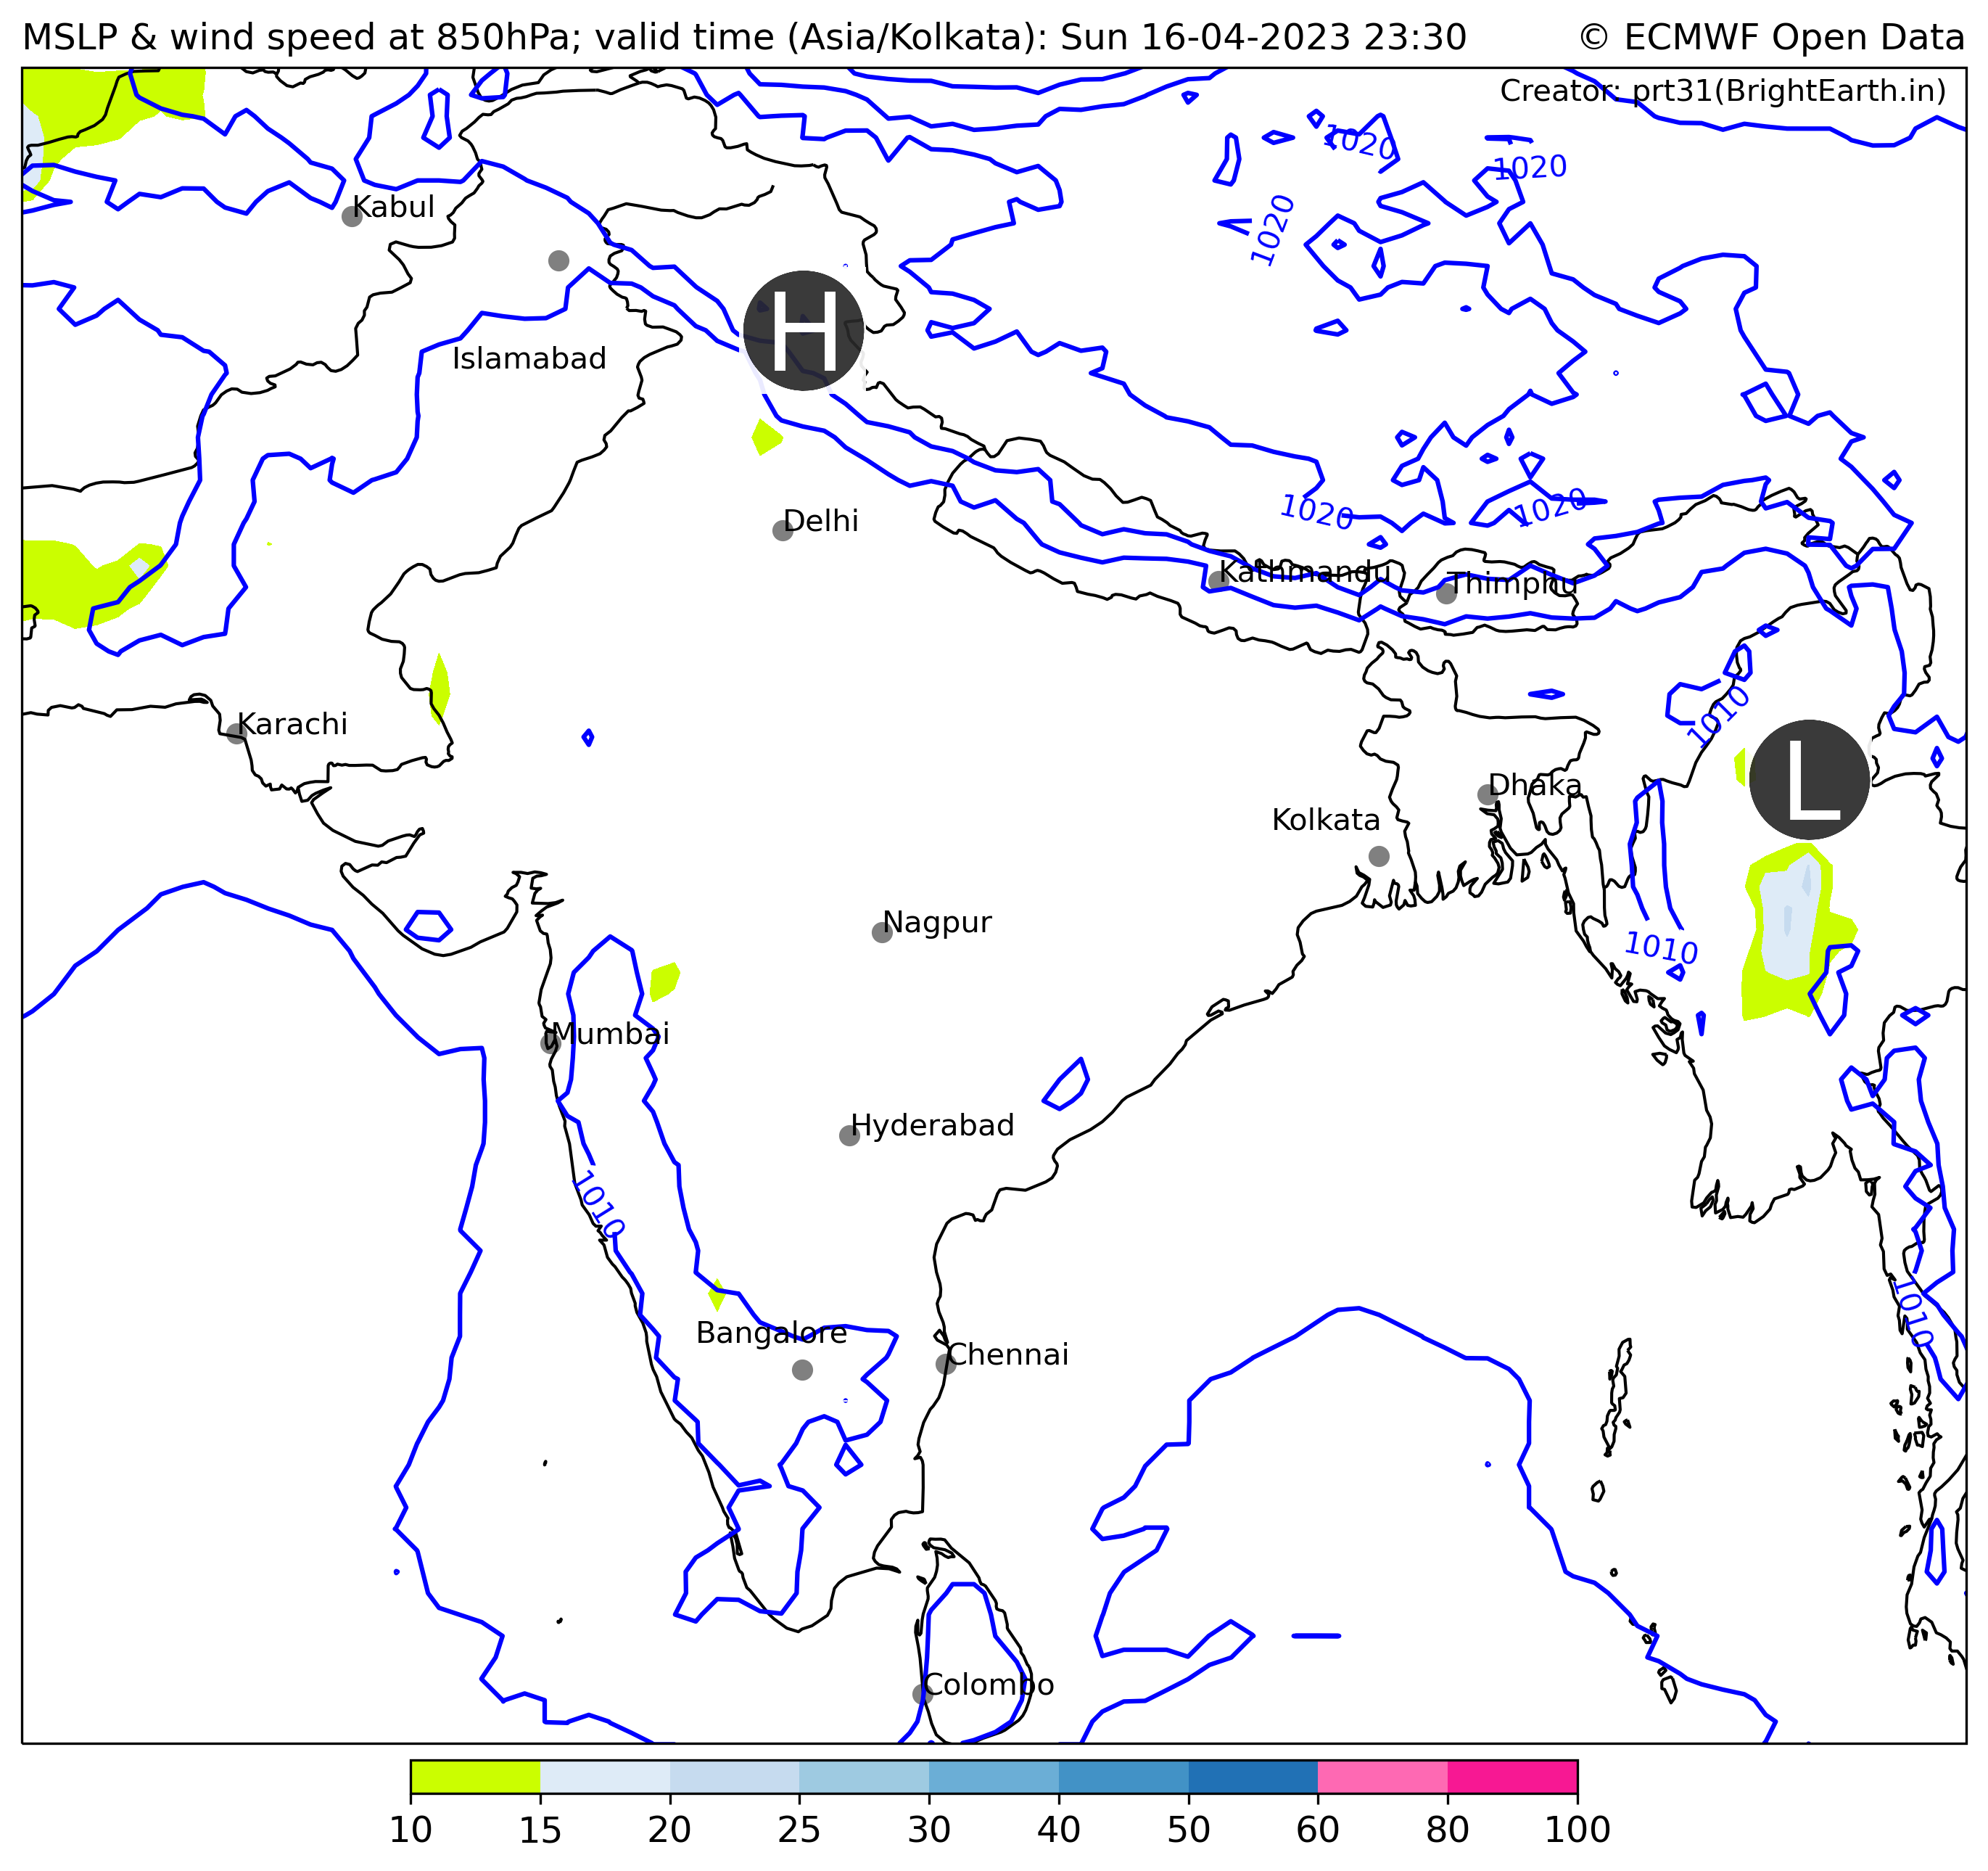 MSLP & wind speed at 850hPa; valid time (Asia/Kolkata): Sun 16-04-2023 23:30
© ECMWF Open Data
Creator: prt31(BrightEarth.in)
1020
1020
Kabul
1020
H
Islamabad
1020
1020
Delhi
Kathmandu
Thimphu
1010
Karachi
L
Dhaka
Kolkata
Nagpur
1010
Mumbai
Hyderabad
1010
1010
Bangalore
Chennai
Colombo
10 15 20 25 30 40 50 60 80 100